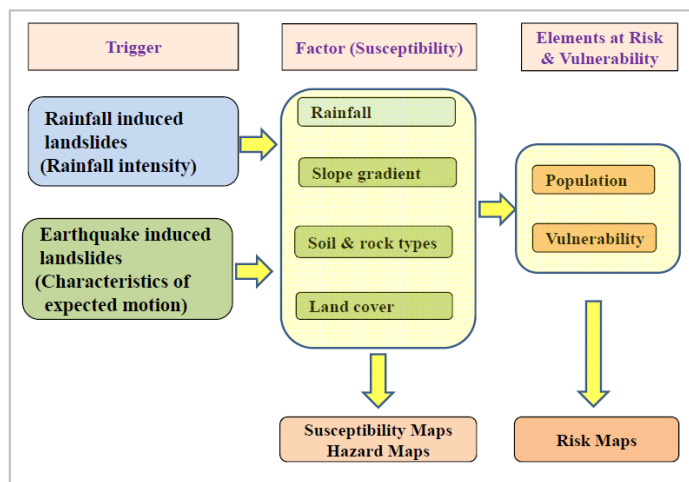 Trigger
Factor (Susceptibility)
Elements at Risk
& Vulnerability
Rainfall induced
landslides
(Rainfall intensity)
Earthquake induced
landslides
(Characteristics of
expected motion)
Rainfall
Slope gradient
Soil & rock types
Land cover
Population
Vulnerability
Susceptibility Maps
Hazard Maps
Risk Maps